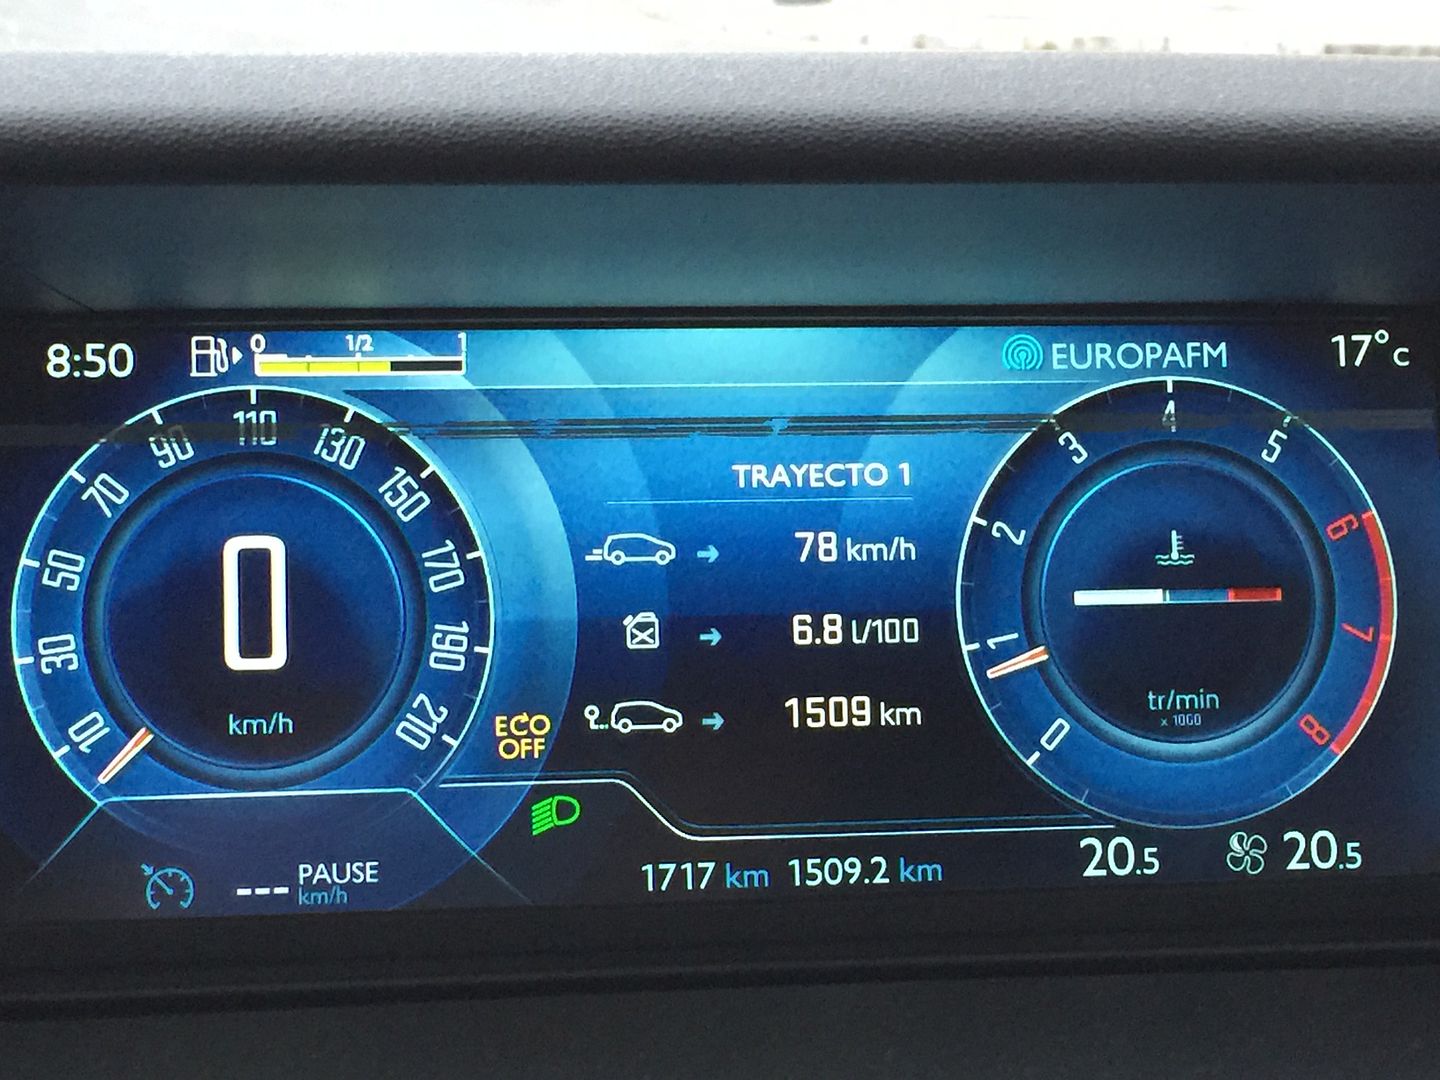 8:50
0 1/2 1
EUROPAFM
17°c
10 30 50 70 90 110 130 150 170 190 210
0
km/h
TRAYECTO 1
78 km/h
6.8 l/100
1509 km
ECO
OFF
0 1 2 3 4 5 6 7 8
tr/min
x 1000
--- PAUSE
km/h
1717 km 1509.2 km
20.5 20.5